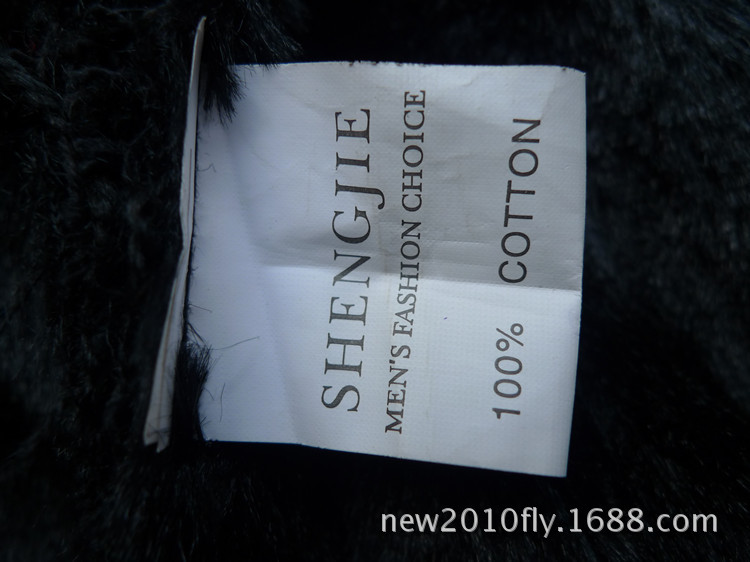 SHENGJIE
MEN'S FASHION CHOICE
100% COTTON
new2010fly.1688.com